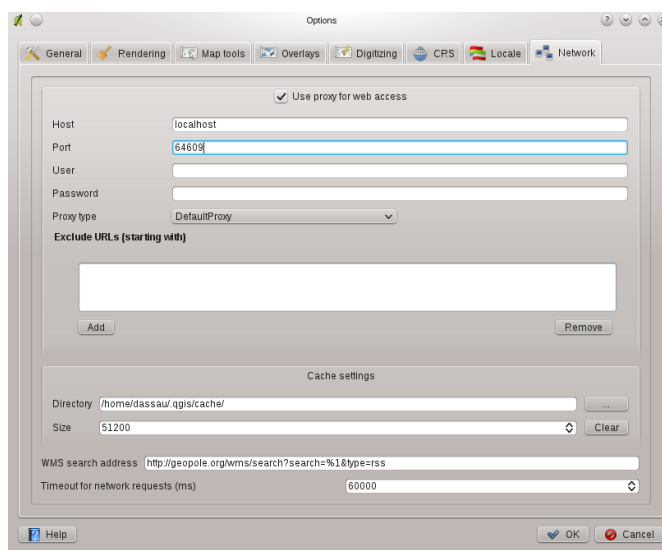 Options
General Rendering Map tools Overlays Digitizing CRS Locale Network
Use proxy for web access
Host localhost
Port 64609
User
Password
Proxy type DefaultProxy
Exclude URLs (starting with)
Add Remove
Cache settings
Directory /home/dassau/.qgis/cache/ ...
Size 51200 Clear
WMS search address http://geopole.org/wms/search?search=%1&type=rss
Timeout for network requests (ms) 60000
Help OK Cancel